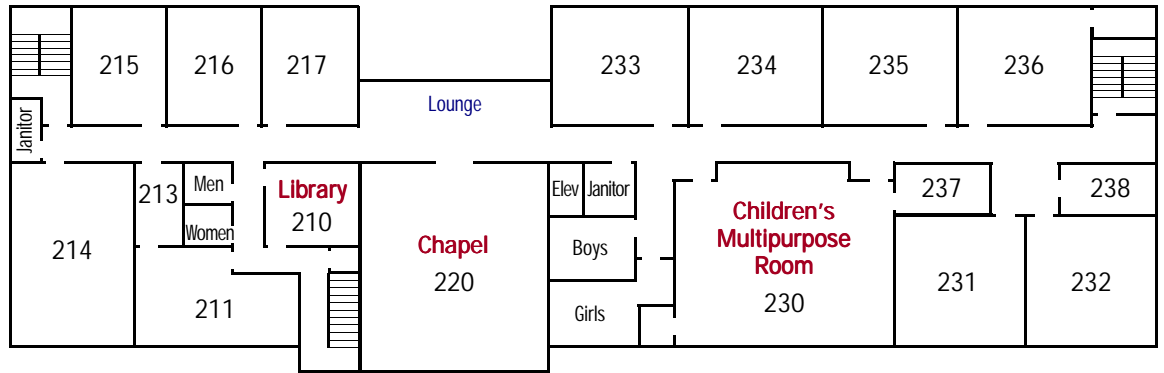 215
216
217
233
234
235
236
Lounge
Janitor
213
Men
Women
Library
210
214
211
Chapel
220
Elev
Janitor
Boys
Girls
Children's
Multipurpose
Room
230
237
238
231
232